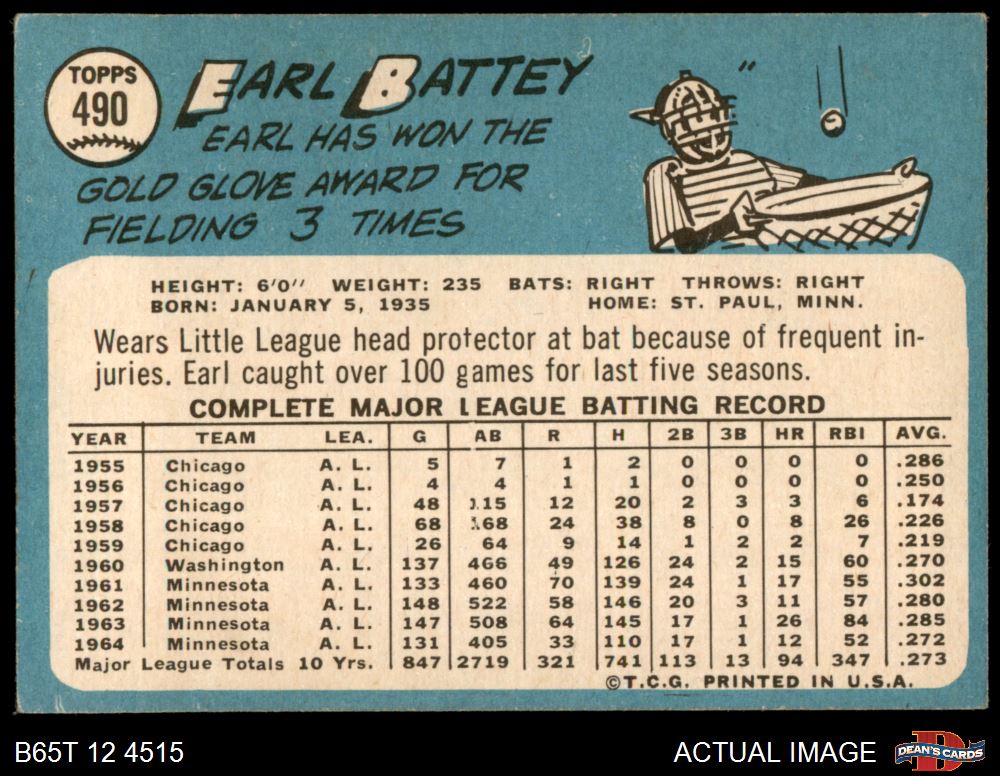 TOPPS
490
EARL BATTEY
EARL HAS WON THE
GOLD GLOVE AWARD FOR
FIELDING 3 TIMES
HEIGHT: 6'0" WEIGHT: 235 BATS: RIGHT THROWS: RIGHT
BORN: JANUARY 5, 1935 HOME: ST. PAUL, MINN.
Wears Little League head protector at bat because of frequent in-
juries. Earl caught over 100 games for last five seasons.
COMPLETE MAJOR LEAGUE BATTING RECORD
YEAR TEAM LEA. G AB R H 2B 3B HR RBI AVG.
1955 Chicago A. L. 5 7 1 2 0 0 0 0 .286
1956 Chicago A. L. 4 4 1 1 0 0 0 0 .250
1957 Chicago A. L. 48 115 12 20 2 3 3 6 .174
1958 Chicago A. L. 68 168 24 38 8 0 8 26 .226
1959 Chicago A. L. 26 64 9 14 1 2 2 7 .219
1960 Washington A. L. 137 466 49 126 24 2 15 60 .270
1961 Minnesota A. L. 133 460 70 139 24 1 17 55 .302
1962 Minnesota A. L. 148 522 58 146 20 3 11 57 .280
1963 Minnesota A. L. 147 508 64 145 17 1 26 84 .285
1964 Minnesota A. L. 131 405 33 110 17 1 12 52 .272
Major League Totals 10 Yrs. 847 2719 321 741 113 13 94 347 .273
©T.C.G. PRINTED IN U.S.A.
B65T 12 4515 ACTUAL IMAGE DEAN'S CARDS